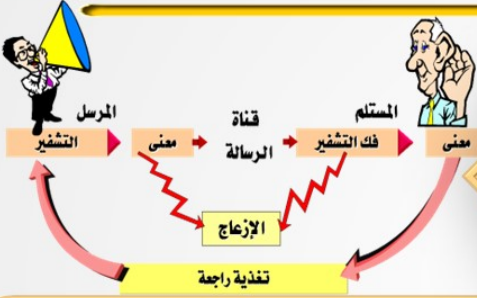 المرسل
المستلم
التشفير
معنى
قناة
الرسالة
فك التشفير
معنى
الإزعاج
تغذية راجعة